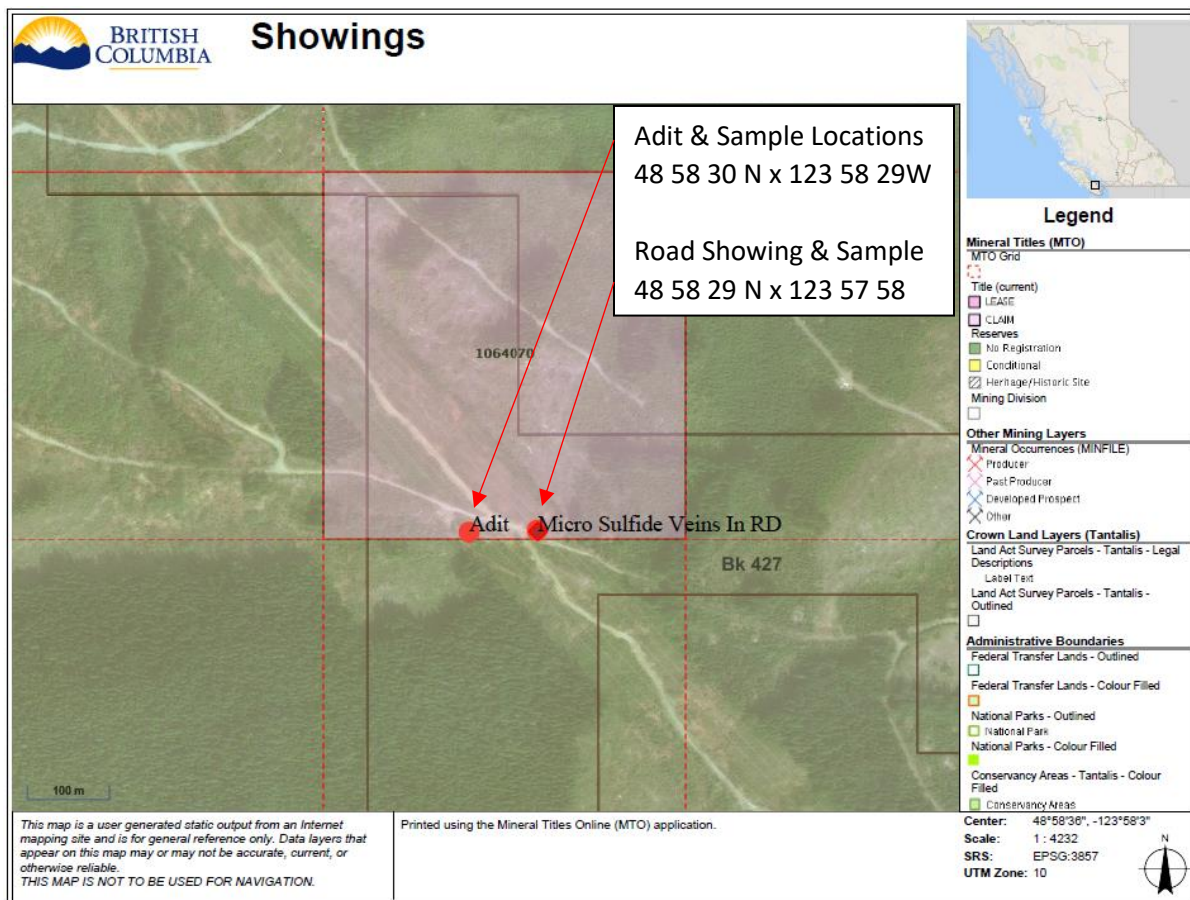 BRITISH
COLUMBIA
Showings
Adit & Sample Locations
48 58 30 N x 123 58 29W
Road Showing & Sample
48 58 29 N x 123 57 58
1064070
Adit
Micro Sulfide Veins In RD
Bk 427
100 m
Legend
Mineral Titles (MTO)
MTO Grid
Title (current)
LEASE
CLAIM
Reserves
No Registration
Conditional
Heritage/Historic Site
Mining Division
Other Mining Layers
Mineral Occurrences (MINFILE)
Producer
Past Producer
Developed Prospect
Other
Crown Land Layers (Tantalis)
Land Act Survey Parcels - Tantalis - Legal
Descriptions
Label Text
Land Act Survey Parcels - Tantalis -
Outlined
Administrative Boundaries
Federal Transfer Lands - Outlined
Federal Transfer Lands - Colour Filled
National Parks - Outlined
National Park
National Parks - Colour Filled
Conservancy Areas - Tantalis - Colour
Filled
Conservancy Areas
This map is a user generated static output from an Internet
mapping site and is for general reference only. Data layers that
appear on this map may or may not be accurate, current, or
otherwise reliable.
THIS MAP IS NOT TO BE USED FOR NAVIGATION.
Printed using the Mineral Titles Online (MTO) application.
Center: 48°58'36", -123°58'3"
Scale: 1 : 4232
SRS: EPSG:3857
UTM Zone: 10
N